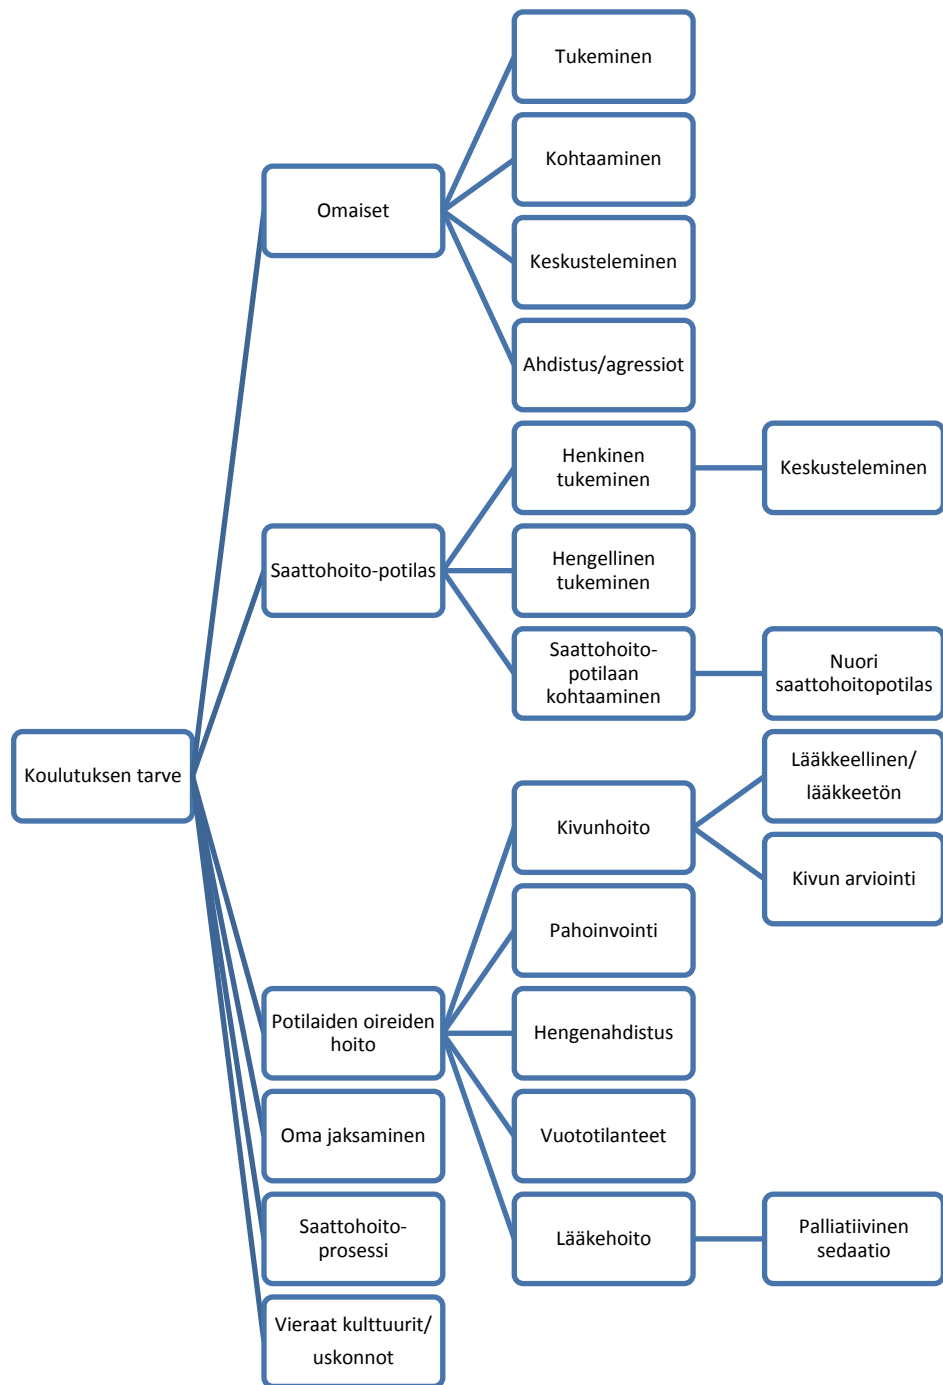 Tukeminen
Kohtaaminen
Omaiset
Keskusteleminen
Ahdistus/agressiot
Henkinen
tukeminen
Keskusteleminen
Saattohoito-potilas
Hengellinen
tukeminen
Saattohoito-
potilaan
kohtaaminen
Nuori
saattohoitopotilas
Koulutuksen tarve
Lääkkeellinen/
lääkkeetön
Kivunhoito
Kivun arviointi
Pahoinvointi
Potilaiden oireiden
hoito
Hengenahdistus
Oma jaksaminen
Vuototilanteet
Saattohoito-
prosessi
Lääkehoito
Palliatiivinen
sedaatio
Vieraat kulttuurit/
uskonnot